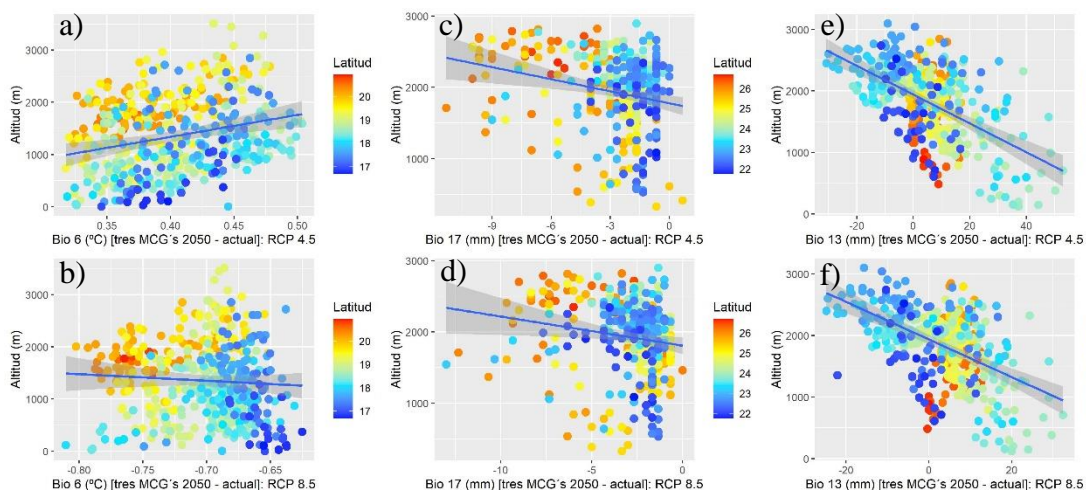 a)
Altitud (m)
3000
2000
1000
0
0.35
0.40
0.45
0.50
Bio 6 (ºC) [tres MCG´s 2050 - actual]: RCP 4.5
Latitud
20
19
18
17
c)
Altitud (m)
3000
2000
1000
-9
-6
-3
0
Bio 17 (mm) [tres MCG´s 2050 - actual]: RCP 4.5
Latitud
26
25
24
23
22
e)
Altitud (m)
3000
2000
1000
0
-20
0
20
40
Bio 13 (mm) [tres MCG´s 2050 - actual]: RCP 4.5
b)
Altitud (m)
3000
2000
1000
0
-0.80
-0.75
-0.70
-0.65
Bio 6 (ºC) [tres MCG´s 2050 - actual]: RCP 8.5
Latitud
20
19
18
17
d)
Altitud (m)
3000
2000
1000
-10
-5
0
Bio 17 (mm) [tres MCG´s 2050 - actual]: RCP 8.5
Latitud
26
25
24
23
22
f)
Altitud (m)
3000
2000
1000
0
-20
0
20
Bio 13 (mm) [tres MCG´s 2050 - actual]: RCP 8.5